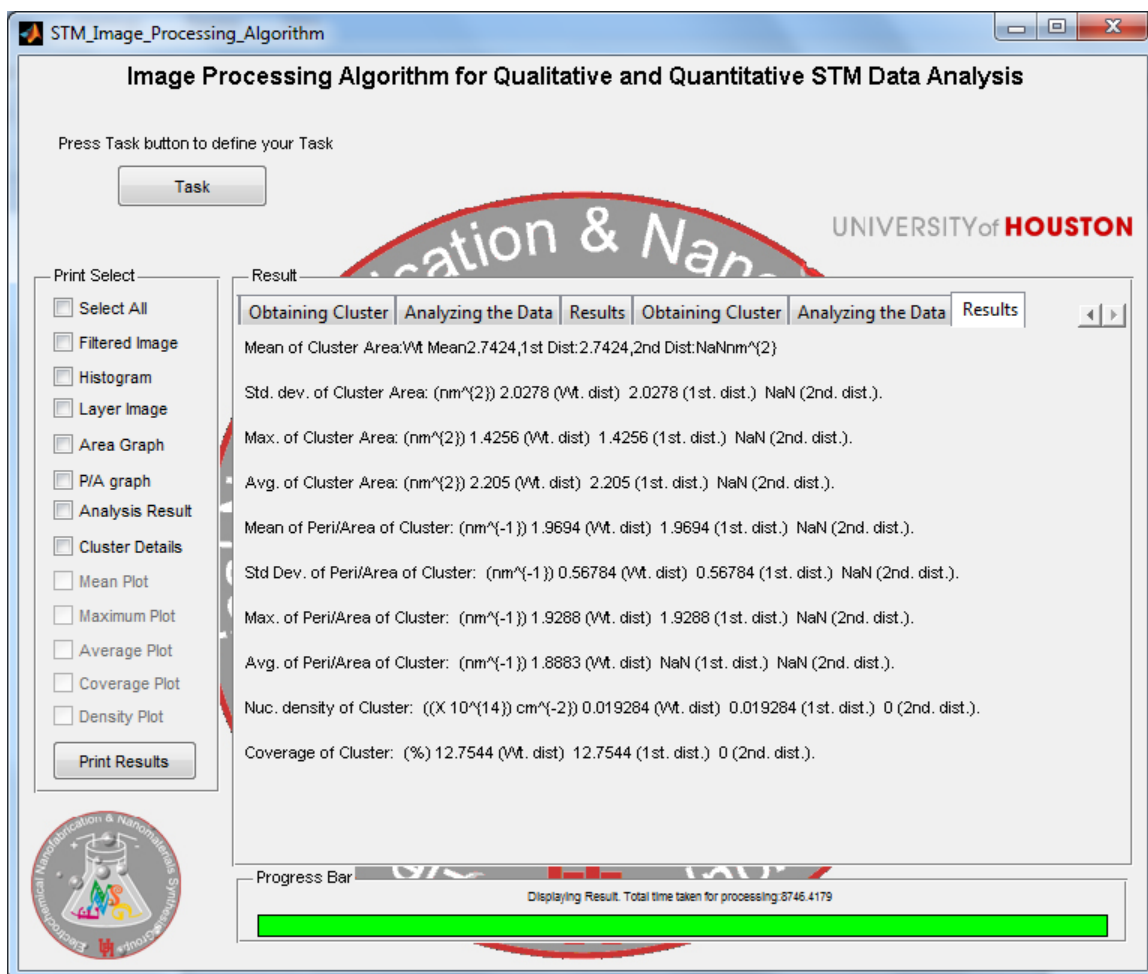 STM_Image_Processing_Algorithm
Image Processing Algorithm for Qualitative and Quantitative STM Data Analysis
Press Task button to define your Task
Task
UNIVERSITYof HOUSTON
ication & Nano
Print Select
Select All
Filtered Image
Histogram
Layer Image
Area Graph
P/A graph
Analysis Result
Cluster Details
Mean Plot
Maximum Plot
Average Plot
Coverage Plot
Density Plot
Print Results
Result
Obtaining Cluster Analyzing the Data Results Obtaining Cluster Analyzing the Data Results
Mean of Cluster Area:Wt Mean2.7424,1st Dist:2.7424,2nd Dist:NaNnm^{2}
Std. dev. of Cluster Area: (nm^{2}) 2.0278 (Wt. dist) 2.0278 (1st. dist.) NaN (2nd. dist.).
Max. of Cluster Area: (nm^{2}) 1.4256 (Wt. dist) 1.4256 (1st. dist.) NaN (2nd. dist.).
Avg. of Cluster Area: (nm^{2}) 2.205 (Wt. dist) 2.205 (1st. dist.) NaN (2nd. dist.).
Mean of Peri/Area of Cluster: (nm^{-1}) 1.9694 (Wt. dist) 1.9694 (1st. dist.) NaN (2nd. dist.).
Std Dev. of Peri/Area of Cluster: (nm^{-1}) 0.56784 (Wt. dist) 0.56784 (1st. dist.) NaN (2nd. dist.).
Max. of Peri/Area of Cluster: (nm^{-1}) 1.9288 (Wt. dist) 1.9288 (1st. dist.) NaN (2nd. dist.).
Avg. of Peri/Area of Cluster: (nm^{-1}) 1.8883 (Wt. dist) NaN (1st. dist.) NaN (2nd. dist.).
Nuc. density of Cluster: ((X 10^{14}) cm^{-2}) 0.019284 (Wt. dist) 0.019284 (1st. dist.) 0 (2nd. dist.).
Coverage of Cluster: (%) 12.7544 (Wt. dist) 12.7544 (1st. dist.) 0 (2nd. dist.).
Electrochemical Nanofabrication & Nanomaterials Synthesis Groups
UH
Progress Bar
Displaying Result. Total time taken for processing:8746.4179